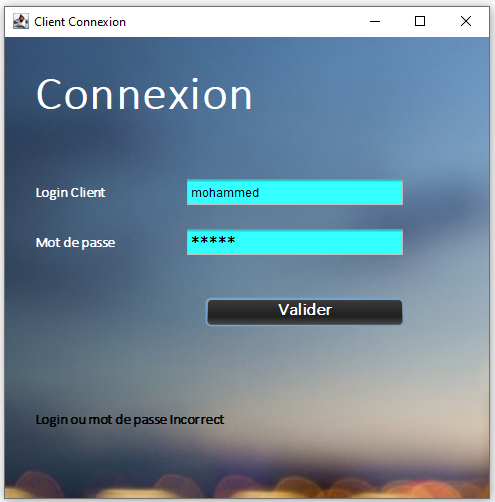 Client Connexion
Connexion
Login Client
mohammed
Mot de passe
*****
Valider
Login ou mot de passe Incorrect